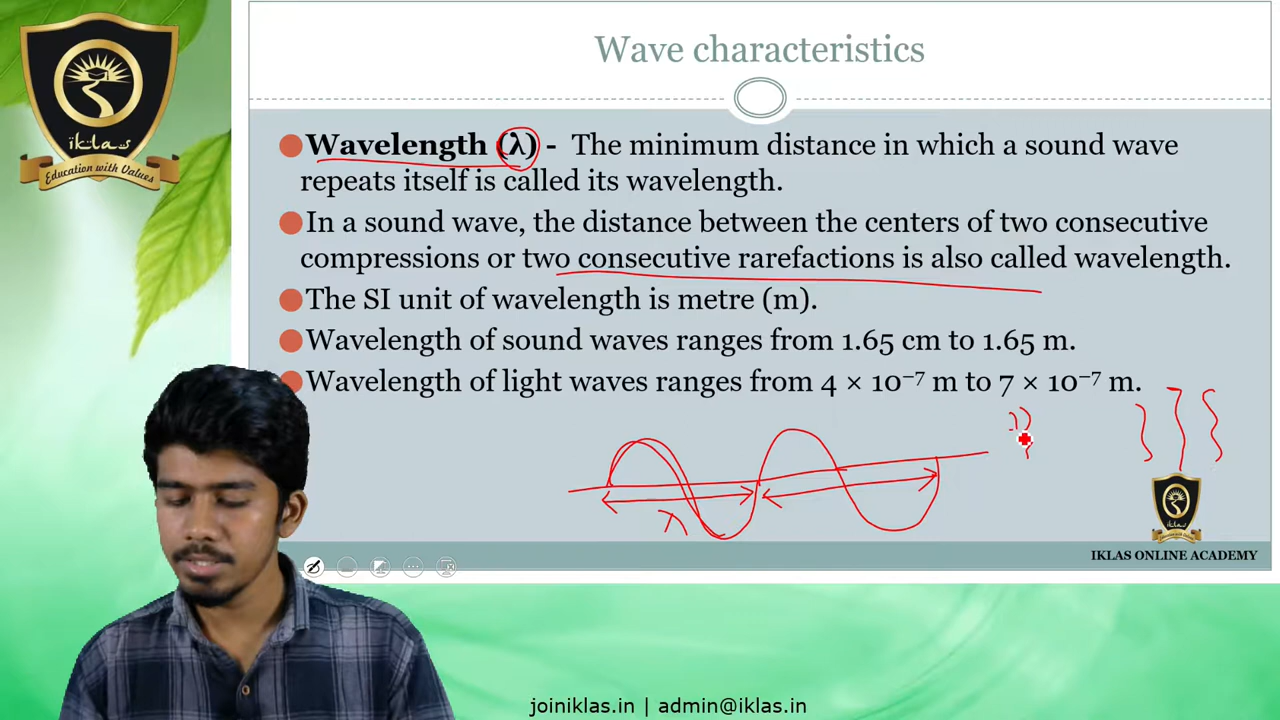 Wave characteristics
iklas
Education with Values
Wavelength (λ) - The minimum distance in which a sound wave
repeats itself is called its wavelength.
In a sound wave, the distance between the centers of two consecutive
compressions or two consecutive rarefactions is also called wavelength.
The SI unit of wavelength is metre (m).
Wavelength of sound waves ranges from 1.65 cm to 1.65 m.
Wavelength of light waves ranges from 4 × 10⁻⁷ m to 7 × 10⁻⁷ m.
λ
iklas
IKLAS ONLINE ACADEMY
joiniklas.in | admin@iklas.in